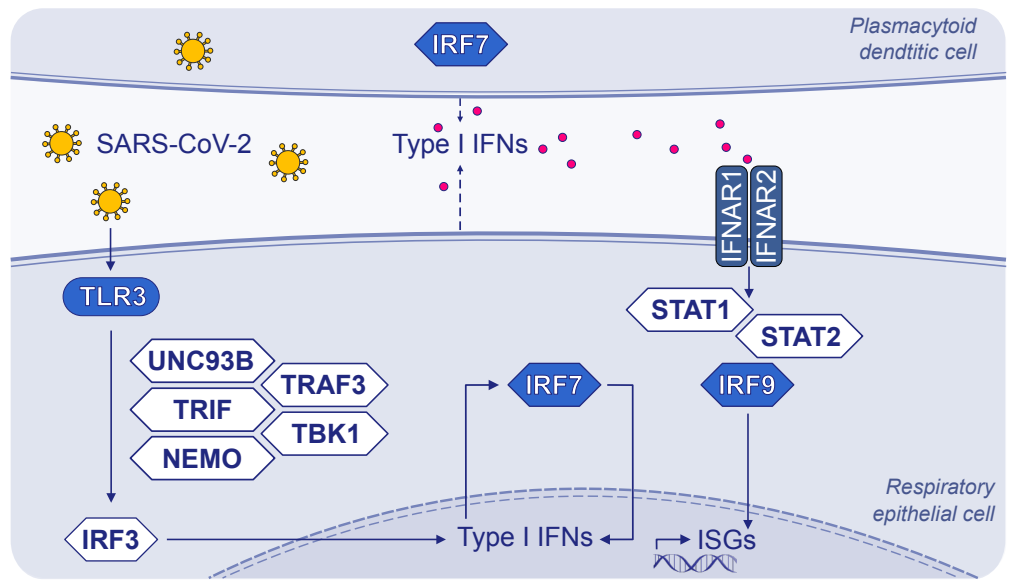 IRF7
Plasmacytoid
dendtitic cell
SARS-CoV-2
Type I IFNs
IFNAR1
IFNAR2
TLR3
STAT1
STAT2
UNC93B
TRAF3
TRIF
TBK1
NEMO
IRF7
IRF9
Respiratory
epithelial cell
IRF3
Type I IFNs
ISGs